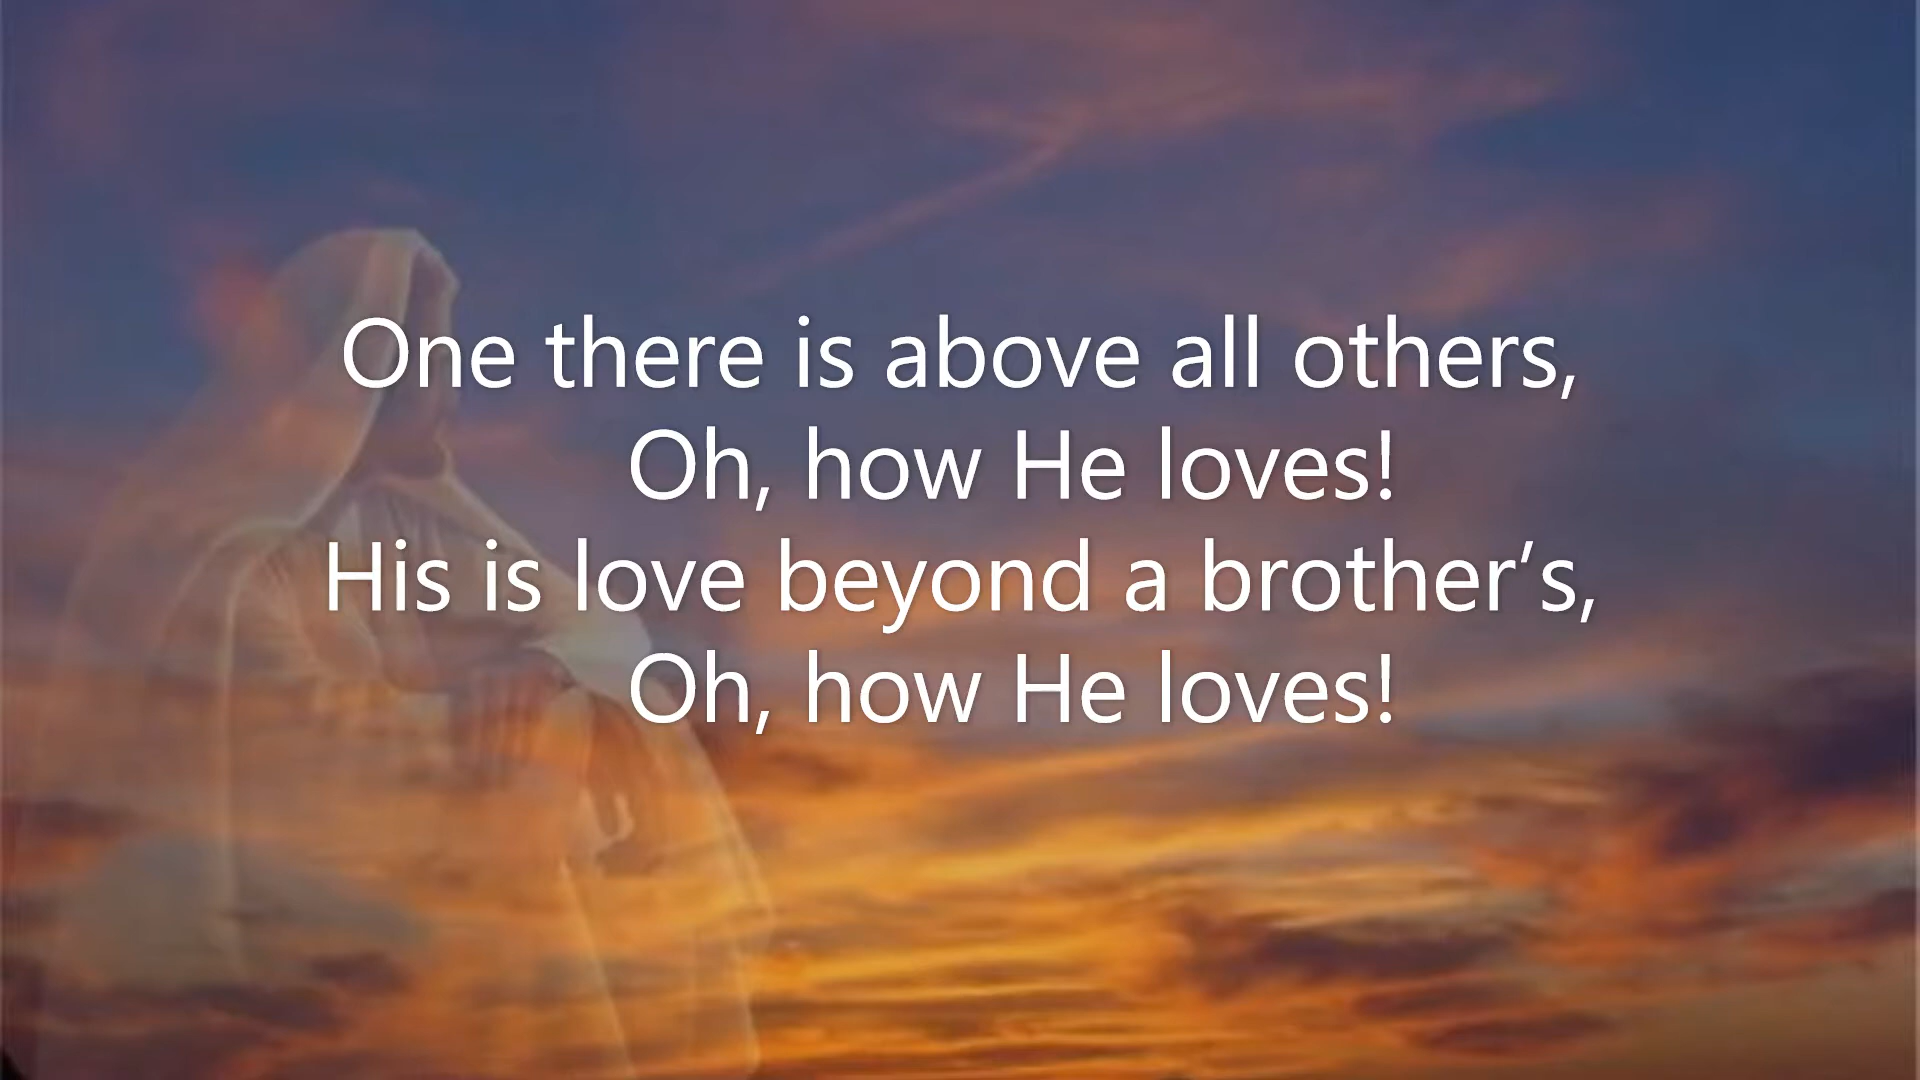 One there is above all others,
Oh, how He loves!
His is love beyond a brother’s,
Oh, how He loves!